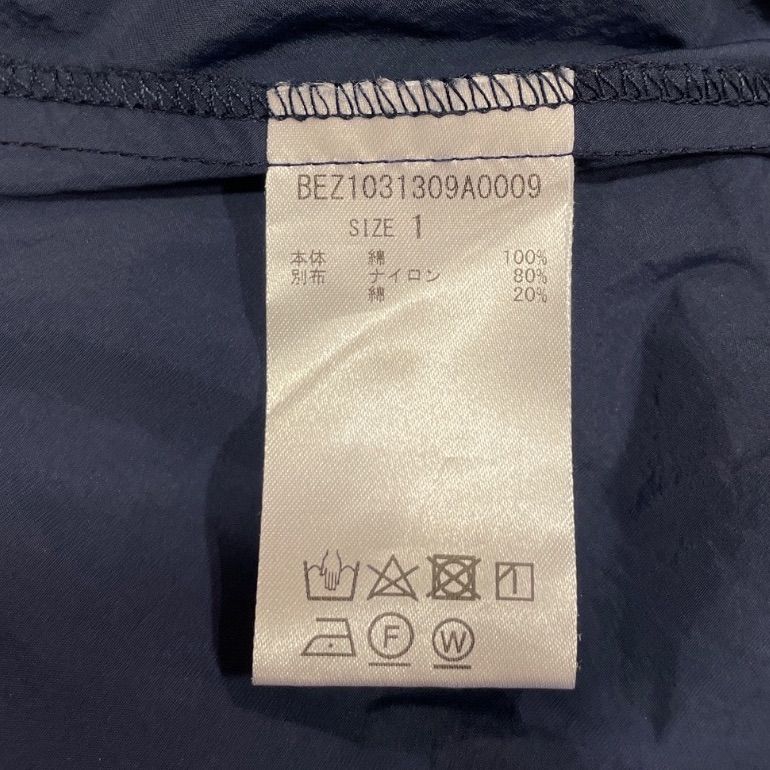 BEZ1031309A0009
SIZE 1
本体 綿 100%
別布 ナイロン 80%
綿 20%
F W